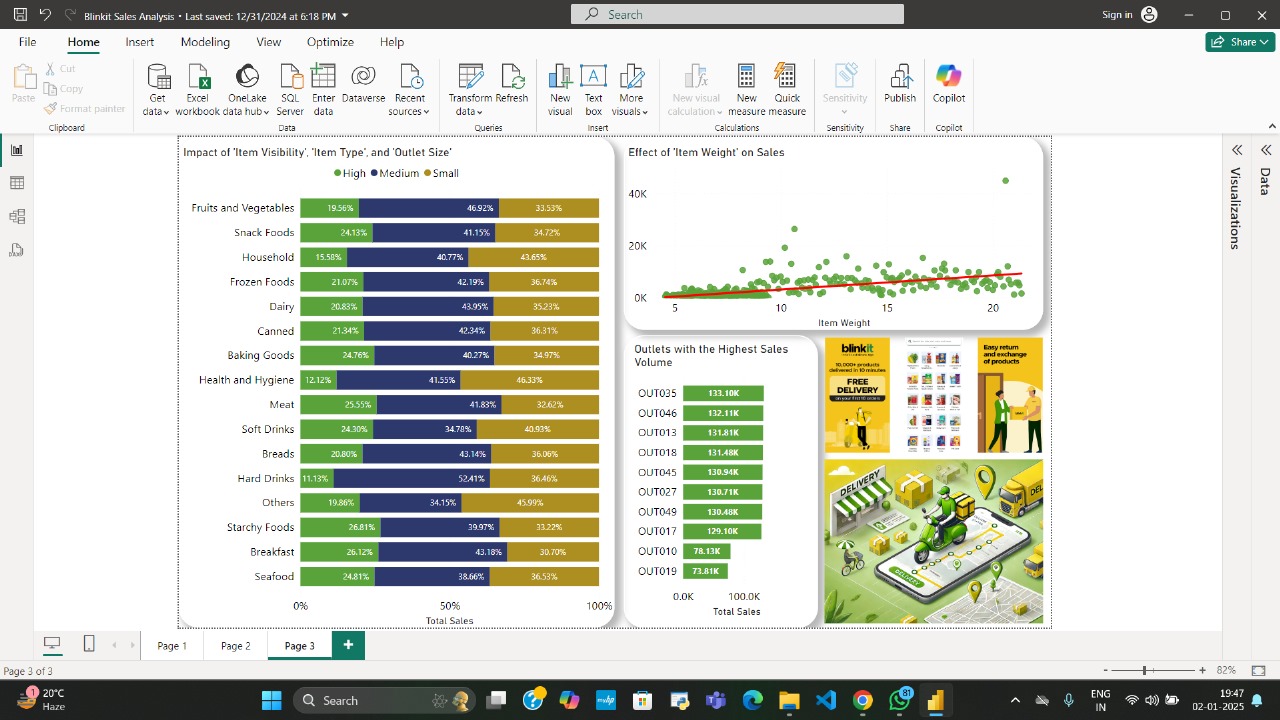 Blinkit Sales Analysis • Last saved: 12/31/2024 at 6:18 PM
Search
Sign in
File Home Insert Modeling View Optimize Help
Share
Paste
Cut
Copy
Format painter
Clipboard
Get data
Excel workbook
OneLake data hub
SQL Server
Enter data
Dataverse
Recent sources
Data
Transform data
Refresh
Queries
New visual
Text box
More visuals
Insert
New visual calculation
New measure
Quick measure
Calculations
Sensitivity
Sensitivity
Publish
Share
Copilot
Copilot
Impact of 'Item Visibility', 'Item Type', and 'Outlet Size'
High Medium Small
Fruits and Vegetables 19.56% 46.92% 33.53%
Snack Foods 24.13% 41.15% 34.72%
Household 15.58% 40.77% 43.65%
Frozen Foods 21.07% 42.19% 36.74%
Dairy 20.83% 43.95% 35.23%
Canned 21.34% 42.34% 36.31%
Baking Goods 24.76% 40.27% 34.97%
Health and Hygiene 12.12% 41.55% 46.33%
Meat 25.55% 41.83% 32.62%
Soft Drinks 24.30% 34.78% 40.93%
Breads 20.80% 43.14% 36.06%
Hard Drinks 11.13% 52.41% 36.46%
Others 19.86% 34.15% 45.99%
Starchy Foods 26.81% 39.97% 33.22%
Breakfast 26.12% 43.18% 30.70%
Seafood 24.81% 38.66% 36.53%
0% 50% 100%
Total Sales
Effect of 'Item Weight' on Sales
40K
20K
0K
5 10 15 20
Item Weight
Outlets with the Highest Sales
Volume
OUT035 133.10K
OUT046 132.11K
OUT013 131.81K
OUT018 131.48K
OUT045 130.94K
OUT027 130.71K
OUT049 130.48K
OUT017 129.10K
OUT010 78.13K
OUT019 73.81K
0.0K 100.0K
Total Sales
blinkit
10,000+ products
delivered in 10 minutes
FREE
DELIVERY
on your first 10 orders
Easy return
and exchange
of products
DELIVERY
DELIVERY
Visualizations
Data
Page 1 Page 2 Page 3
Page 3 of 3
82%
1
20°C
Haze
Search
myhp
81
ENG
IN
19:47
02-01-2025